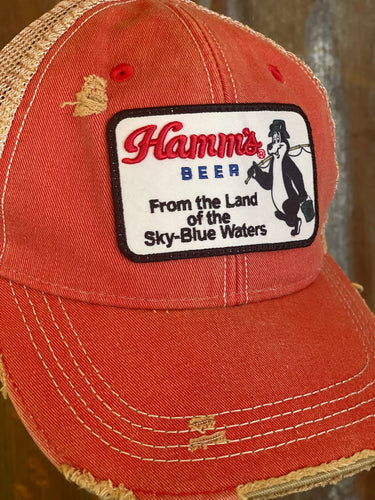 Hamm's®
BEER
From the Land
of the
Sky-Blue Waters